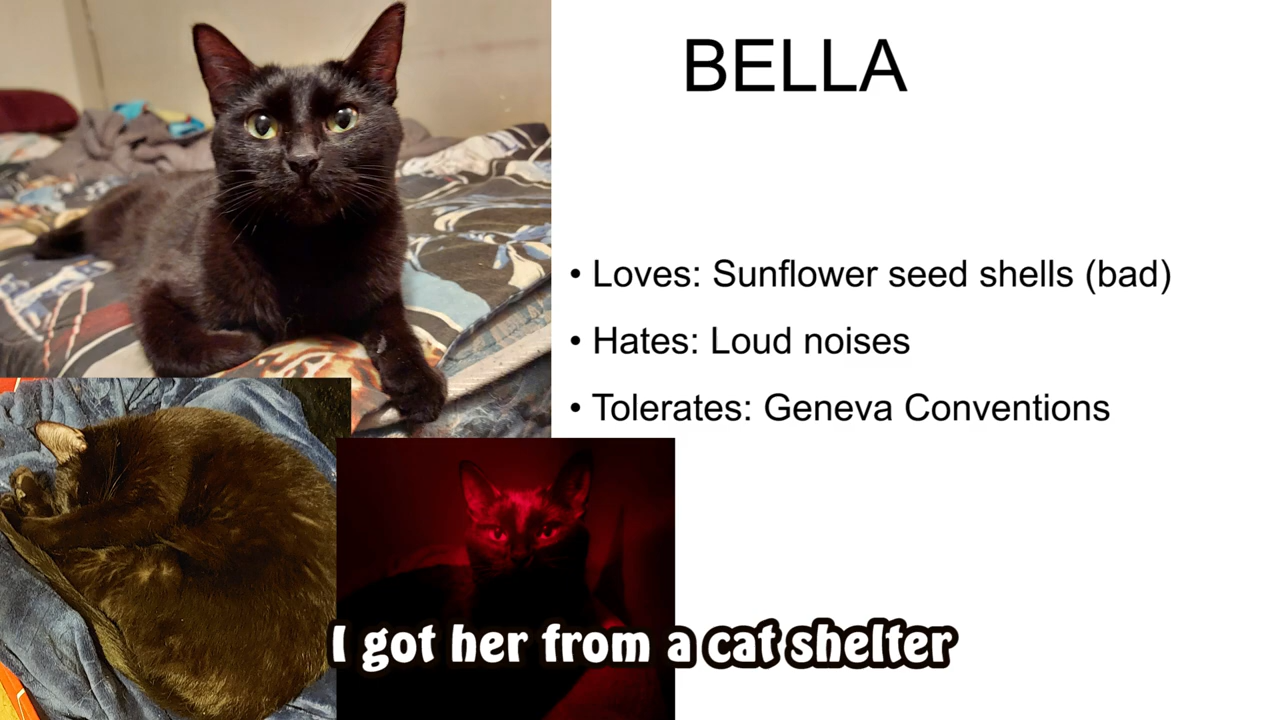 BELLA
• Loves: Sunflower seed shells (bad)
• Hates: Loud noises
• Tolerates: Geneva Conventions
I got her from a cat shelter